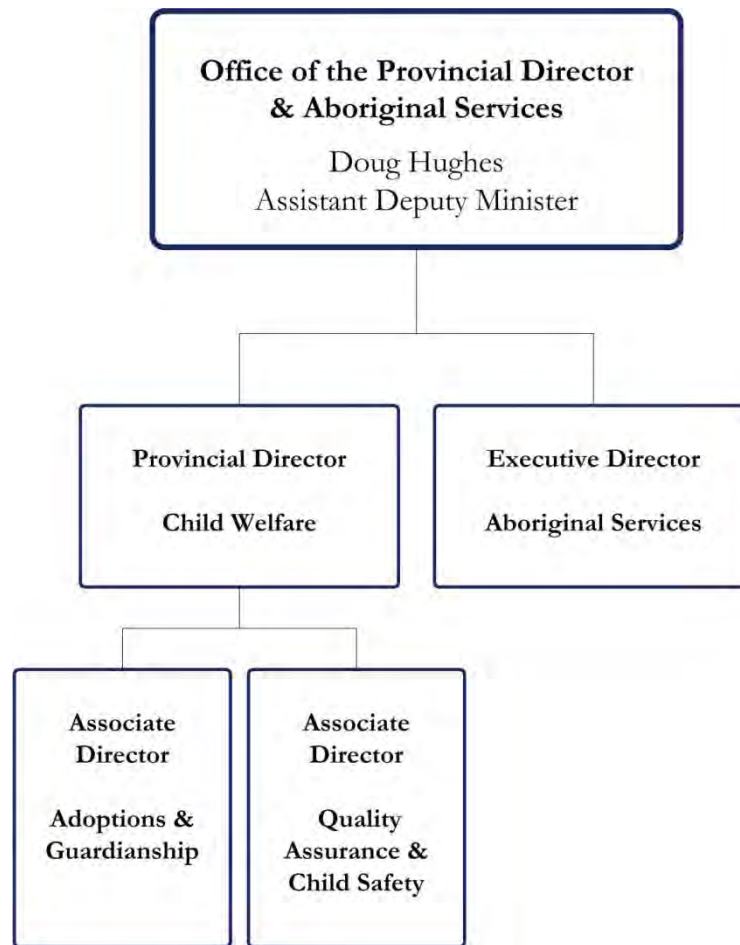 Office of the Provincial Director
& Aboriginal Services
Doug Hughes
Assistant Deputy Minister
Provincial Director
Child Welfare
Executive Director
Aboriginal Services
Associate
Director
Adoptions &
Guardianship
Associate
Director
Quality
Assurance &
Child Safety